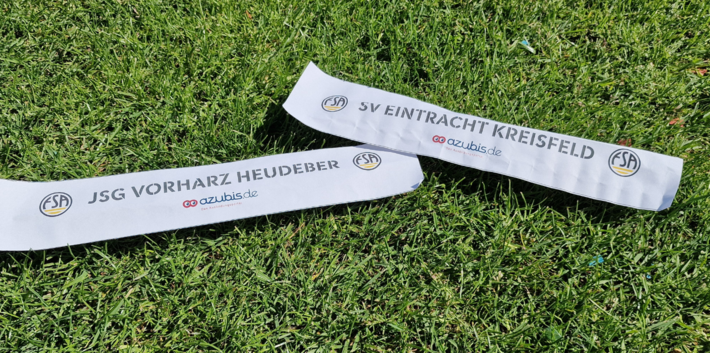 FSA SV EINTRACHT KREISFELD FSA
azubis.de
FSA JSG VORHARZ HEUDEBER FSA
azubis.de